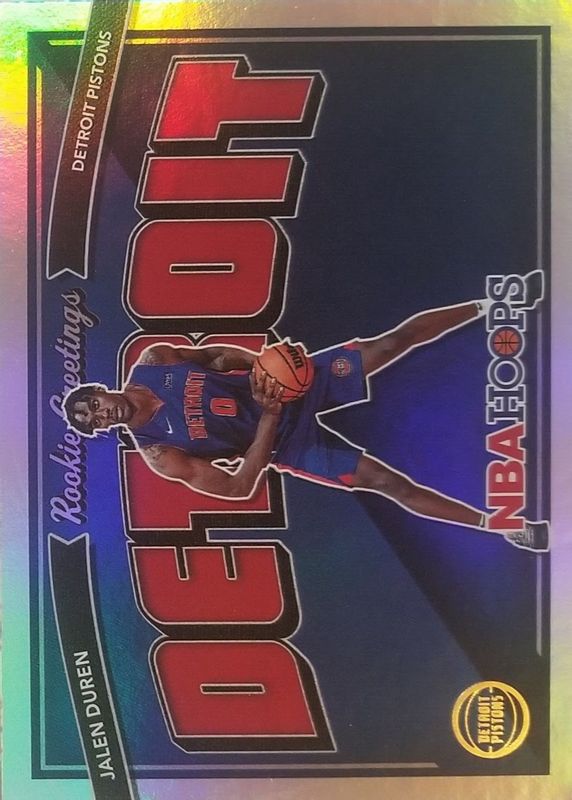 JALEN DUREN
Rookie Greetings
DETROIT PISTONS
DETROIT
DETROIT
0
NBA HOOPS
DETROIT
PISTONS